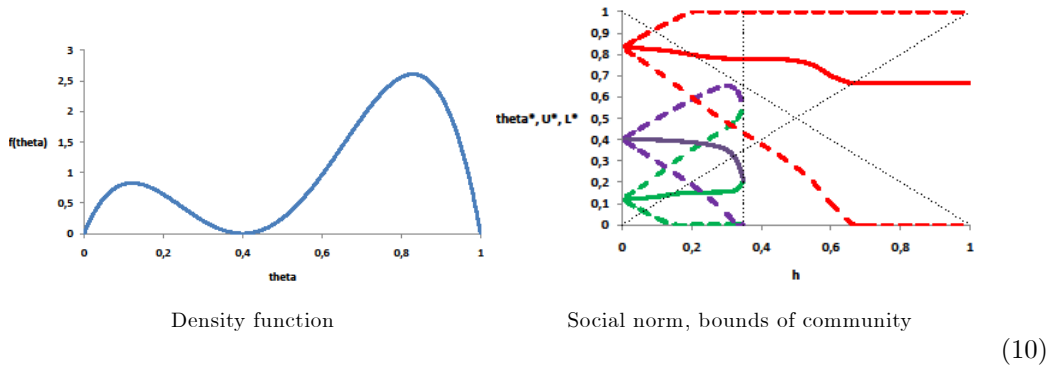 3
2,5
2
f(theta)
1,5
1
0,5
0
0 0,2 0,4 0,6 0,8 1
theta
Density function
1
0,9
0,8
0,7
0,6
theta*, U*, L*
0,5
0,4
0,3
0,2
0,1
0
0 0,2 0,4 0,6 0,8 1
h
Social norm, bounds of community
(10)